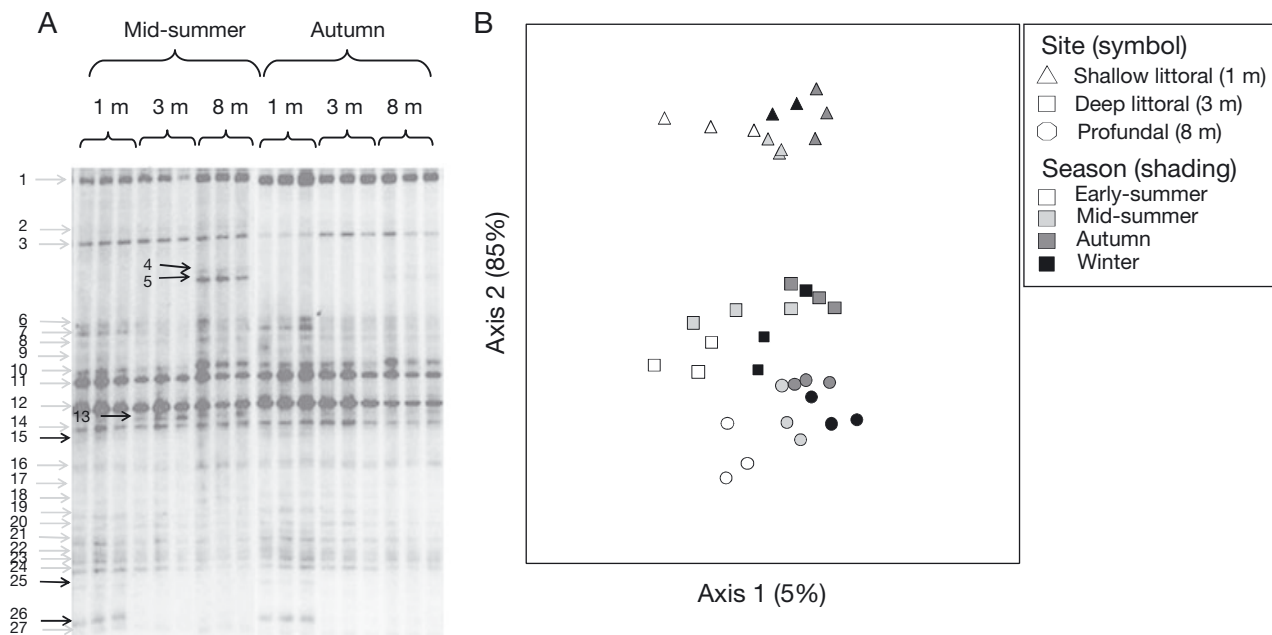 A
Mid-summer Autumn
1 m 3 m 8 m 1 m 3 m 8 m
1
2
3
4
5
6
7
8
9
10
11
12
13
14
15
16
17
18
19
20
21
22
23
24
25
26
27
B
Axis 2 (85%)
Axis 1 (5%)
Site (symbol)
Shallow littoral (1 m)
Deep littoral (3 m)
Profundal (8 m)
Season (shading)
Early-summer
Mid-summer
Autumn
Winter